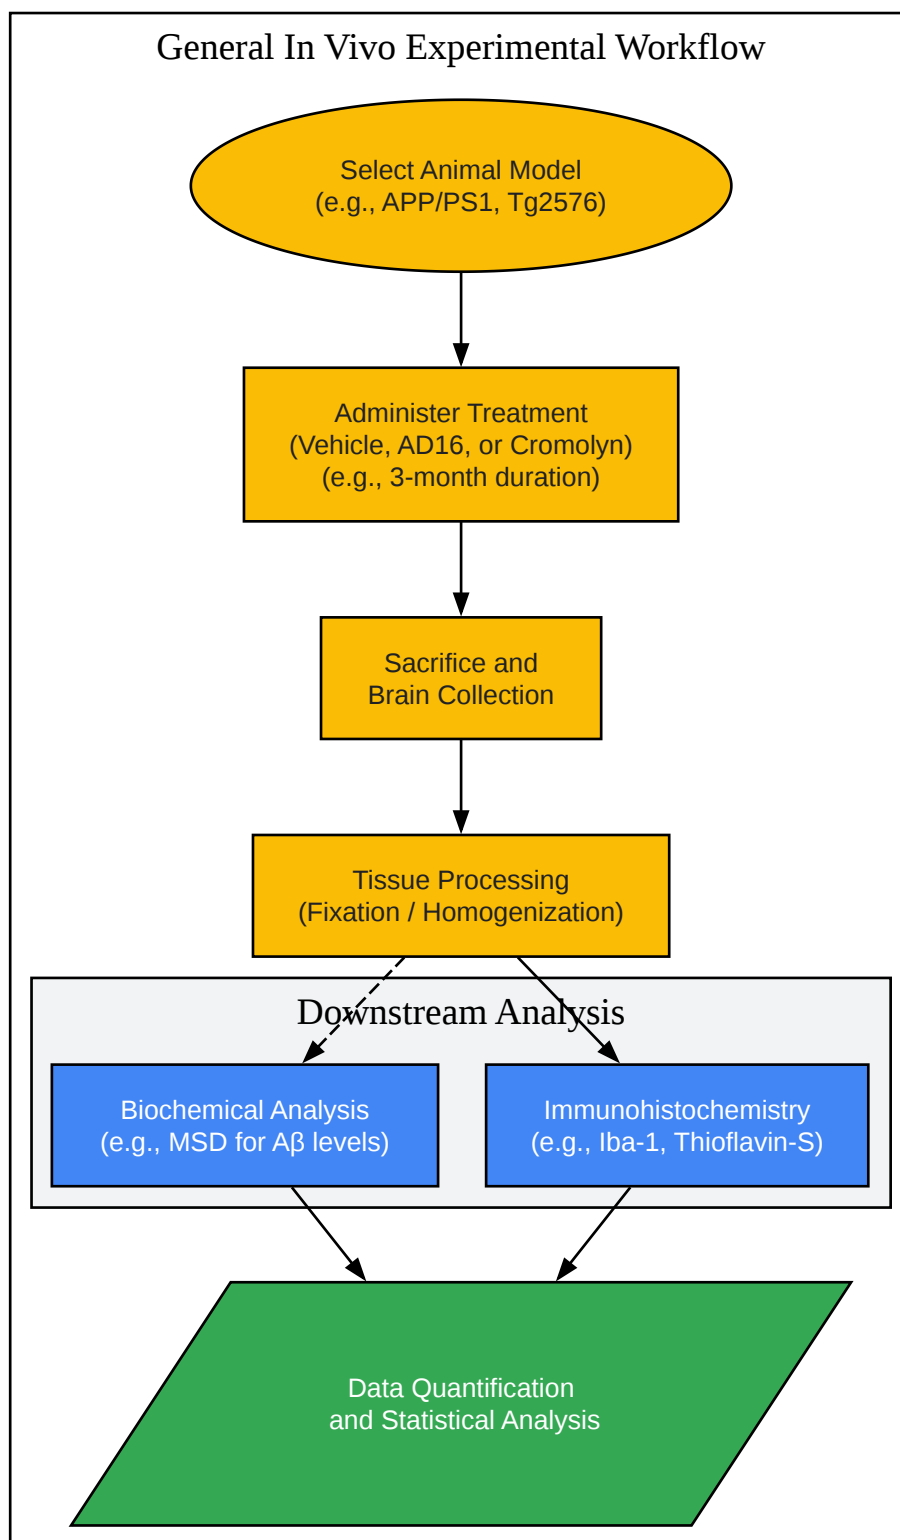 General In Vivo Experimental Workflow
Select Animal Model
(e.g., APP/PS1, Tg2576)
Administer Treatment
(Vehicle, AD16, or Cromolyn)
(e.g., 3-month duration)
Sacrifice and
Brain Collection
Tissue Processing
(Fixation / Homogenization)
Downstream Analysis
Biochemical Analysis
(e.g., MSD for Aβ levels)
Immunohistochemistry
(e.g., Iba-1, Thioflavin-S)
Data Quantification
and Statistical Analysis